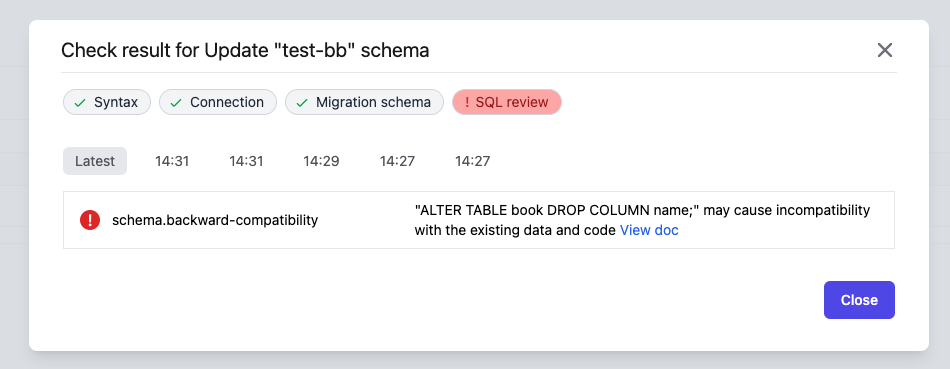 Check result for Update "test-bb" schema
Syntax Connection Migration schema ! SQL review
Latest 14:31 14:31 14:29 14:27 14:27
! schema.backward-compatibility
"ALTER TABLE book DROP COLUMN name;" may cause incompatibility
with the existing data and code View doc
Close